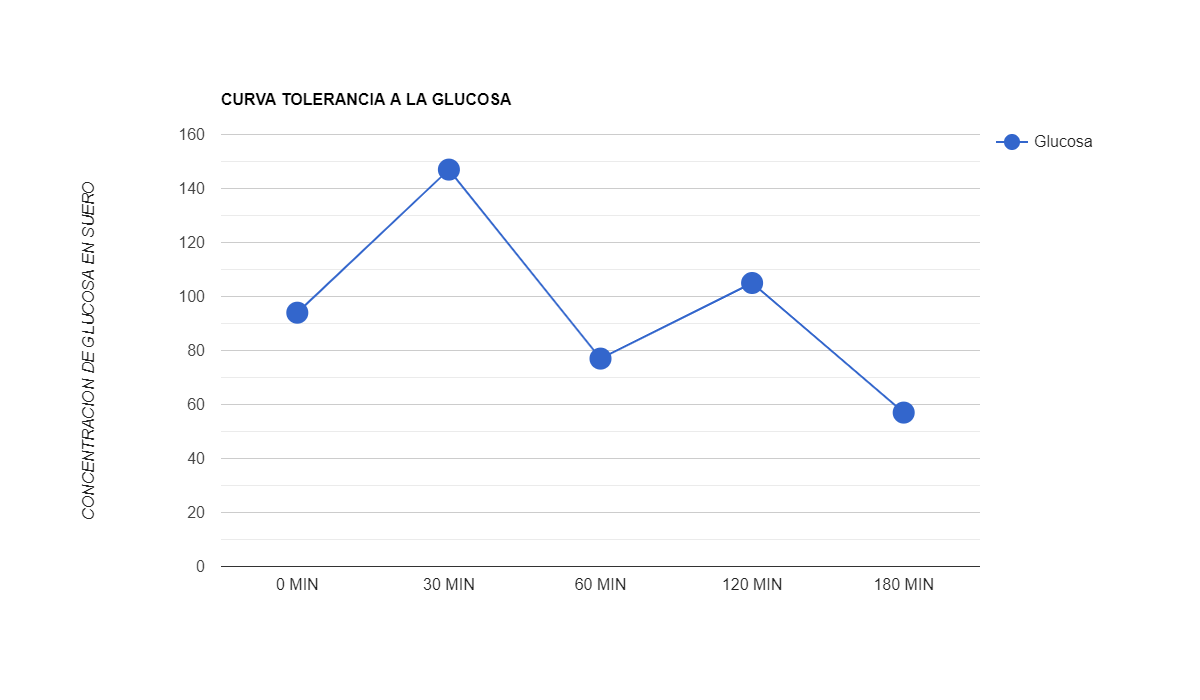 CURVA TOLERANCIA A LA GLUCOSA
Glucosa
CONCENTRACION DE GLUCOSA EN SUERO
160
140
120
100
80
60
40
20
0
0 MIN 30 MIN 60 MIN 120 MIN 180 MIN